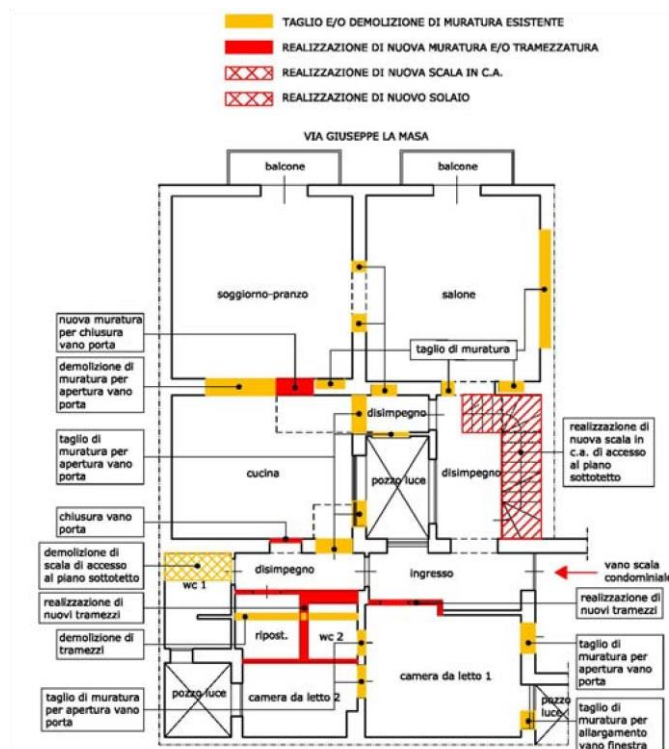 TAGLIO E/O DEMOLIZIONE DI MURATURA ESISTENTE
REALIZZAZIONE DI NUOVA MURATURA E/O TRAMEZZATURA
REALIZZAZIONE DI NUOVA SCALA IN C.A.
REALIZZAZIONE DI NUOVO SOLAIO
VIA GIUSEPPE LA MASA
balcone
balcone
soggiorno-pranzo
salone
nuova muratura
per chiusura
vano porta
taglio di muratura
demolizione di
muratura per
apertura vano
porta
disimpegno
realizzazione di
nuova scala in
c.a. di accesso
al piano
sottotetto
taglio di
muratura per
apertura vano
porta
cucina
pozzo luce
disimpegno
chiusura vano
porta
demolizione di
scala di accesso
al piano
sottotetto
wc 1
disimpegno
ingresso
vano scala
condominiale
realizzazione di
nuovi tramezzi
realizzazione di
nuovi tramezzi
demolizione di
tramezzi
ripost.
wc 2
camera da letto 1
taglio di
muratura per
apertura vano
porta
taglio di muratura
per apertura vano
porta
pozzo luce
camera da letto 2
pozzo
luce
taglio di
muratura per
allargamento
vano finestra